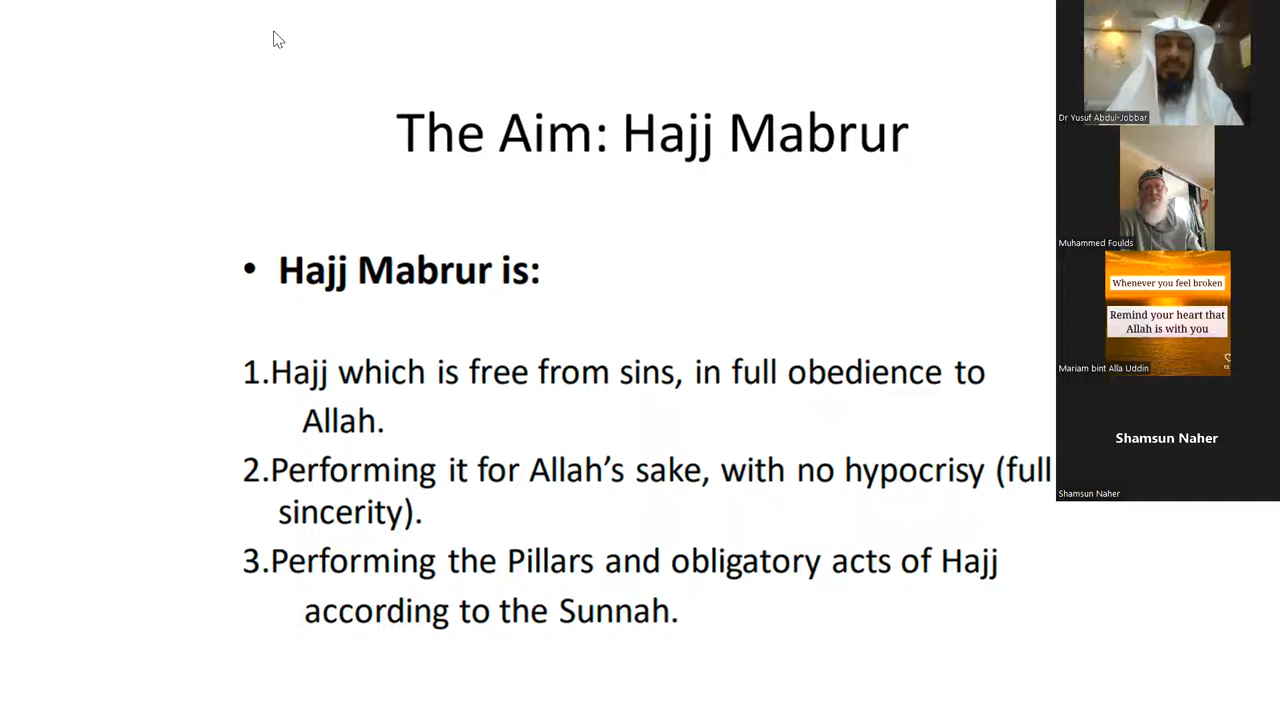 The Aim: Hajj Mabrur
• Hajj Mabrur is:
1.Hajj which is free from sins, in full obedience to
Allah.
2.Performing it for Allah’s sake, with no hypocrisy (full
sincerity).
3.Performing the Pillars and obligatory acts of Hajj
according to the Sunnah.
Dr Yusuf Abdul-Jobbar
Muhammed Foulds
Whenever you feel broken
Remind your heart that
Allah is with you
Mariam bint Alla Uddin
Shamsun Naher
Shamsun Naher